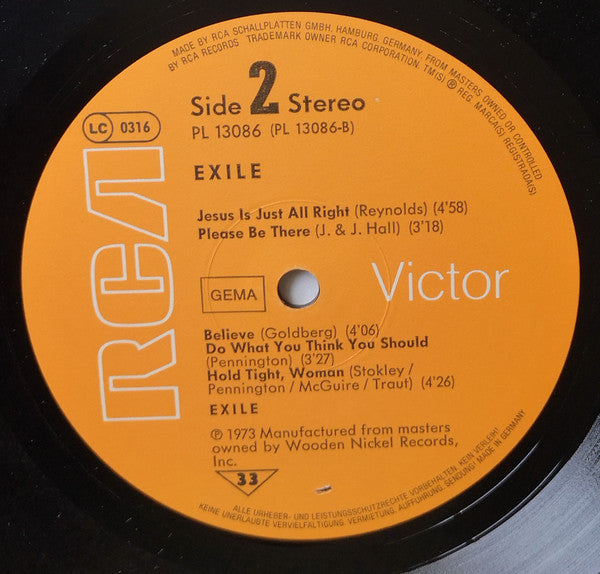 MADE BY RCA SCHALLPLATTEN GMBH, HAMBURG, GERMANY, FROM MASTERS OWNED OR CONTROLLED
BY RCA RECORDS TRADEMARK OWNER RCA CORPORATION. TM(S) ® REG MARCA(S) REGISTRADA(S)
Side 2 Stereo
PL 13086 (PL 13086-B)
LC 0316
EXILE
Jesus Is Just All Right (Reynolds) (4'58)
Please Be There (J. & J. Hall) (3'18)
RCA
GEMA
Victor
Believe (Goldberg) (4'06)
Do What You Think You Should
(Pennington) (3'27)
Hold Tight, Woman (Stokley /
Pennington / McGuire / Traut) (4'26)
EXILE
℗ 1973 Manufactured from masters
owned by Wooden Nickel Records,
Inc.
33
ALLE URHEBER- UND LEISTUNGSSCHUTZRECHTE VORBEHALTEN. KEIN VERLEIH!
KEINE UNERLAUBTE VERVIELFÄLTIGUNG, VERMIETUNG, AUFFÜHRUNG, SENDUNG! MADE IN GERMANY